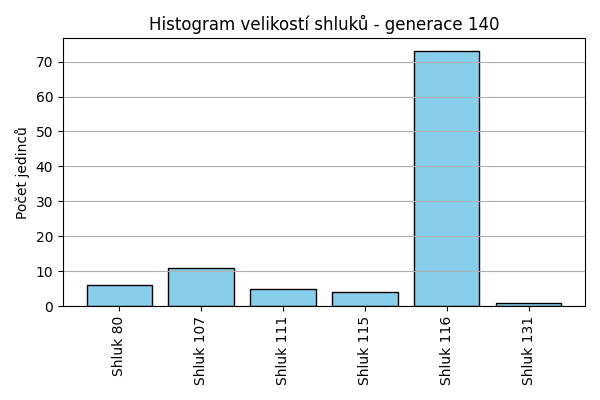 Histogram velikostí shluků - generace 140
Počet jedinců
70
60
50
40
30
20
10
0
Shluk 80
Shluk 107
Shluk 111
Shluk 115
Shluk 116
Shluk 131